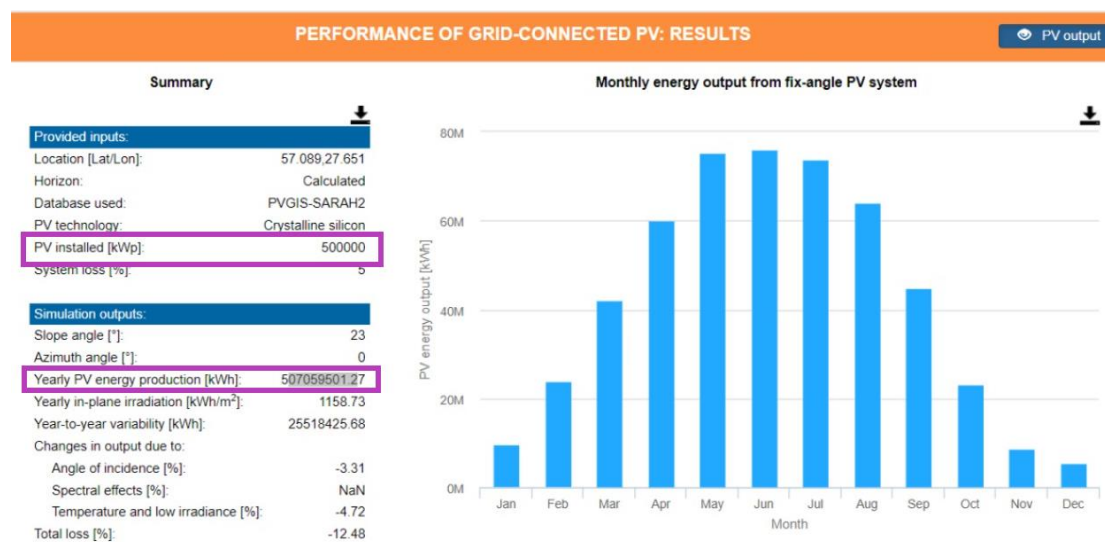 PERFORMANCE OF GRID-CONNECTED PV: RESULTS
PV output
Summary
Provided inputs:
Location [Lat/Lon]: 57.089,27.651
Horizon: Calculated
Database used: PVGIS-SARAH2
PV technology: Crystalline silicon
PV installed [kWp]: 500000
System loss [%]: 5
Simulation outputs:
Slope angle [°]: 23
Azimuth angle [°]: 0
Yearly PV energy production [kWh]: 507059501.27
Yearly in-plane irradiation [kWh/m²]: 1158.73
Year-to-year variability [kWh]: 25518425.68
Changes in output due to:
Angle of incidence [%]: -3.31
Spectral effects [%]: NaN
Temperature and low irradiance [%]: -4.72
Total loss [%]: -12.48
Monthly energy output from fix-angle PV system
PV energy output [kWh]
80M
60M
40M
20M
0M
Jan Feb Mar Apr May Jun Jul Aug Sep Oct Nov Dec
Month